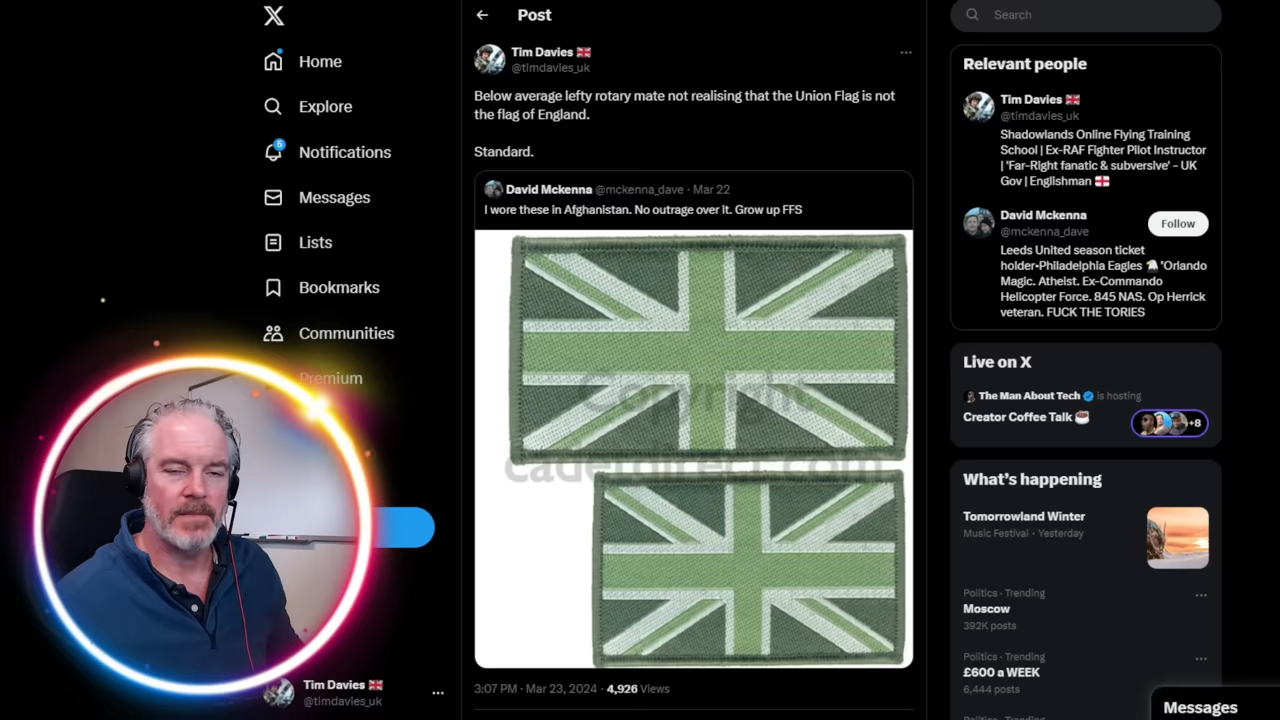 Home
Explore
5
Notifications
Messages
Lists
Bookmarks
Communities
Premium
Tim Davies 🇬🇧
@timdavies_uk
Post
Tim Davies 🇬🇧
@timdavies_uk
Below average lefty rotary mate not realising that the Union Flag is not
the flag of England.
Standard.
David Mckenna @mckenna_dave · Mar 22
I wore these in Afghanistan. No outrage over it. Grow up FFS
Copyright
cadetdirect.com
3:07 PM · Mar 23, 2024 · 4,926 Views
Search
Relevant people
Tim Davies 🇬🇧
@timdavies_uk
Shadowlands Online Flying Training
School | Ex-RAF Fighter Pilot Instructor
| 'Far-Right fanatic & subversive' - UK
Gov | Englishman 🏴󠁧󠁢󠁥󠁮󠁧󠁿
David Mckenna
@mckenna_dave
Follow
Leeds United season ticket
holder•Philadelphia Eagles 🦅"Orlando
Magic. Atheist. Ex-Commando
Helicopter Force. 845 NAS. Op Herrick
veteran. FUCK THE TORIES
Live on X
The Man About Tech is hosting
Creator Coffee Talk ☕
+8
What's happening
Tomorrowland Winter
Music Festival · Yesterday
Politics · Trending
Moscow
392K posts
Politics · Trending
£600 a WEEK
6,444 posts
Messages